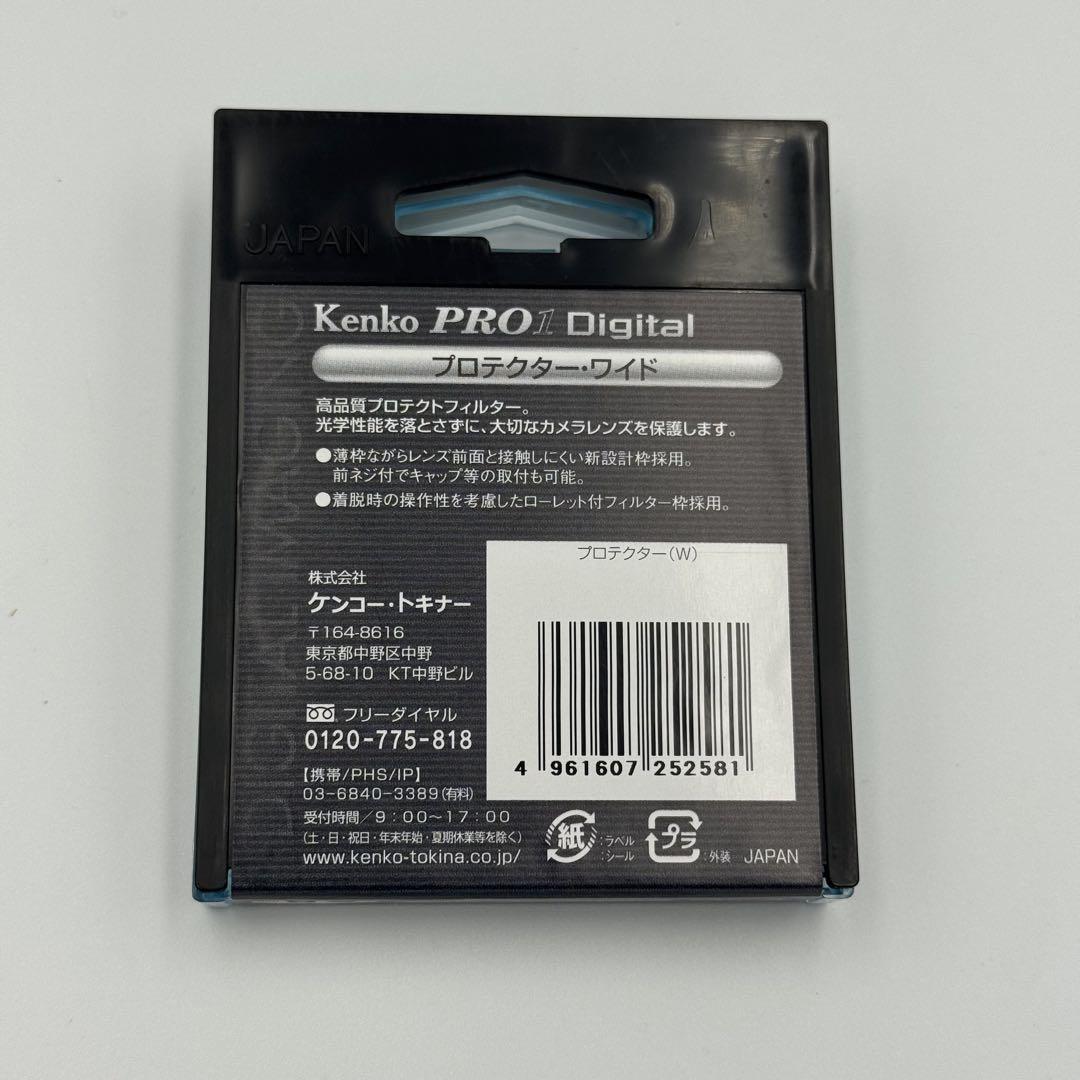 JAPAN
Kenko PRO1 Digital
プロテクター・ワイド
高品質プロテクトフィルター。
光学性能を落とさずに、大切なカメラレンズを保護します。
●薄枠ながらレンズ前面と接触しにくい新設計枠採用。
前ネジ付でキャップ等の取付も可能。
●着脱時の操作性を考慮したローレット付フィルター枠採用。
プロテクター(W)
株式会社
ケンコー・トキナー
〒164-8616
東京都中野区中野
5-68-10 KT中野ビル
フリーダイヤル
0120-775-818
【携帯/PHS/IP】
03-6840-3389(有料)
受付時間/9:00〜17:00
(土・日・祝日・年末年始・夏期休業等を除く)
www.kenko-tokina.co.jp/
4 961607 252581
紙 :ラベル
:シール
プラ :外装
JAPAN